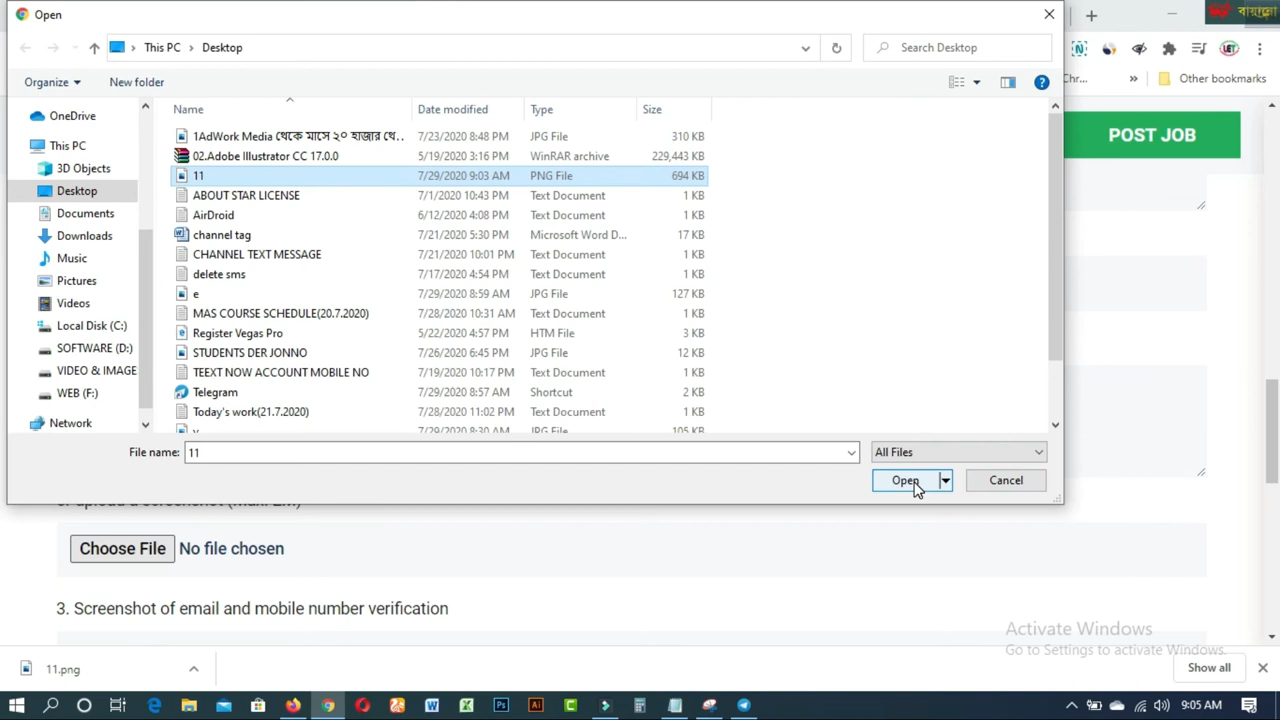 Open
বায়ান্নো
This PC
Desktop
Search Desktop
Organize
New folder
Chr...
»
Other bookmarks
Name
Date modified
Type
Size
OneDrive
This PC
3D Objects
Desktop
Documents
Downloads
Music
Pictures
Videos
Local Disk (C:)
SOFTWARE (D:)
VIDEO & IMAGE
WEB (F:)
Network
1AdWork Media থেকে মাসে ২০ হাজার থে.. 7/23/2020 8:48 PM JPG File 310 KB
02.Adobe Illustrator CC 17.0.0 5/19/2020 3:16 PM WinRAR archive 229,443 KB
11 7/29/2020 9:03 AM PNG File 694 KB
ABOUT STAR LICENSE 7/1/2020 10:43 PM Text Document 1 KB
AirDroid 6/12/2020 4:08 PM Text Document 1 KB
channel tag 7/21/2020 5:30 PM Microsoft Word D... 17 KB
CHANNEL TEXT MESSAGE 7/21/2020 10:01 PM Text Document 1 KB
delete sms 7/17/2020 4:54 PM Text Document 1 KB
e 7/29/2020 8:59 AM JPG File 127 KB
MAS COURSE SCHEDULE(20.7.2020) 7/28/2020 10:31 AM Text Document 1 KB
Register Vegas Pro 5/22/2020 4:57 PM HTM File 3 KB
STUDENTS DER JONNO 7/26/2020 6:45 PM JPG File 12 KB
TEEXT NOW ACCOUNT MOBILE NO 7/19/2020 10:17 PM Text Document 1 KB
Telegram 7/29/2020 8:57 AM Shortcut 2 KB
Today's work(21.7.2020) 7/28/2020 11:02 PM Text Document 1 KB
7/29/2020 8:30 AM JPG File 105 KB
File name: 11
All Files
Open
Cancel
POST JOB
Choose File No file chosen
3. Screenshot of email and mobile number verification
Activate Windows
Go to Settings to activate Windows.
11.png
Show all
9:05 AM